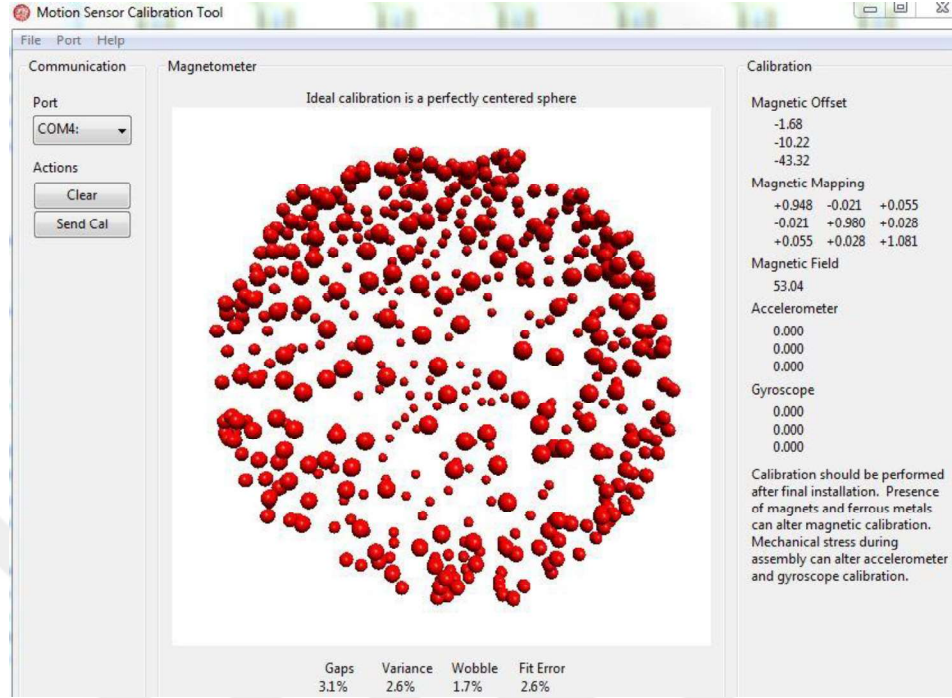 Motion Sensor Calibration Tool
File Port Help
Communication
Port
COM4:
Actions
Clear
Send Cal
Magnetometer
Ideal calibration is a perfectly centered sphere
Gaps Variance Wobble Fit Error
3.1% 2.6% 1.7% 2.6%
Calibration
Magnetic Offset
-1.68
-10.22
-43.32
Magnetic Mapping
+0.948 -0.021 +0.055
-0.021 +0.980 +0.028
+0.055 +0.028 +1.081
Magnetic Field
53.04
Accelerometer
0.000
0.000
0.000
Gyroscope
0.000
0.000
0.000
Calibration should be performed
after final installation. Presence
of magnets and ferrous metals
can alter magnetic calibration.
Mechanical stress during
assembly can alter accelerometer
and gyroscope calibration.